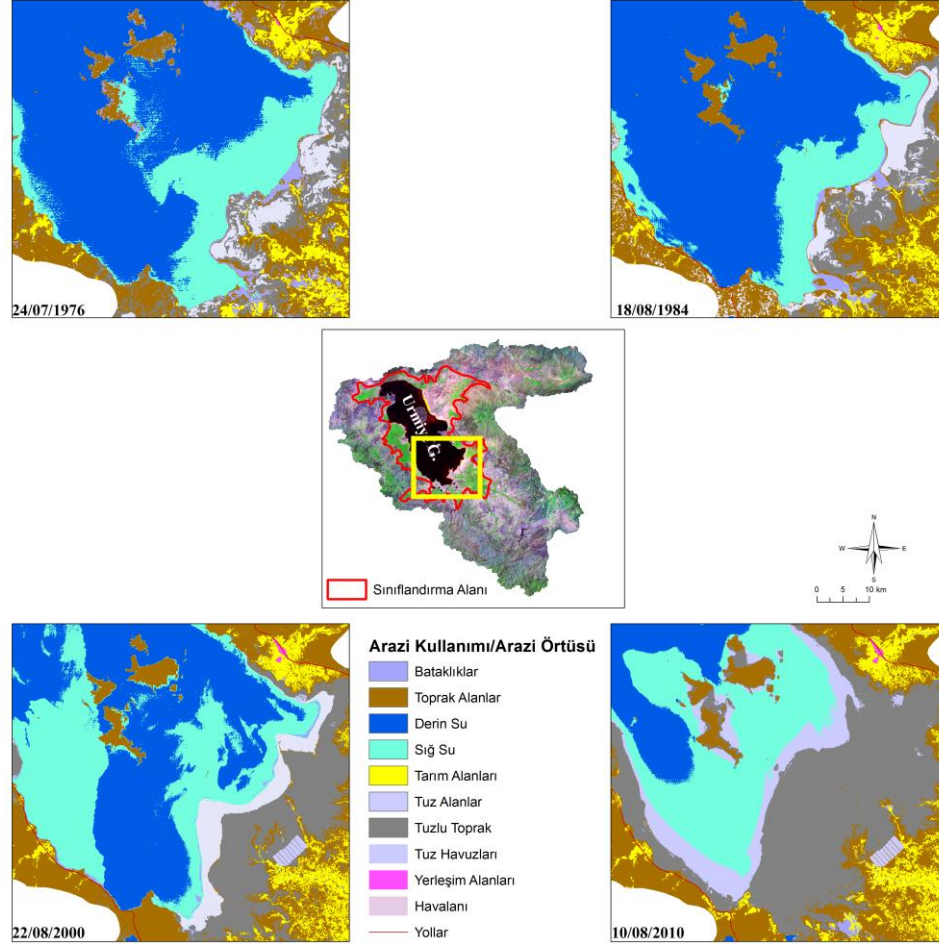 24/07/1976
18/08/1984
Urmiye G.
Sınıflandırma Alanı
N
W E
S
0 5 10 km
Arazi Kullanımı/Arazi Örtüsü
Bataklıklar
Toprak Alanlar
Derin Su
Sığ Su
Tarım Alanları
Tuz Alanlar
Tuzlu Toprak
Tuz Havuzları
Yerleşim Alanları
Havalanı
Yollar
22/08/2000
10/08/2010